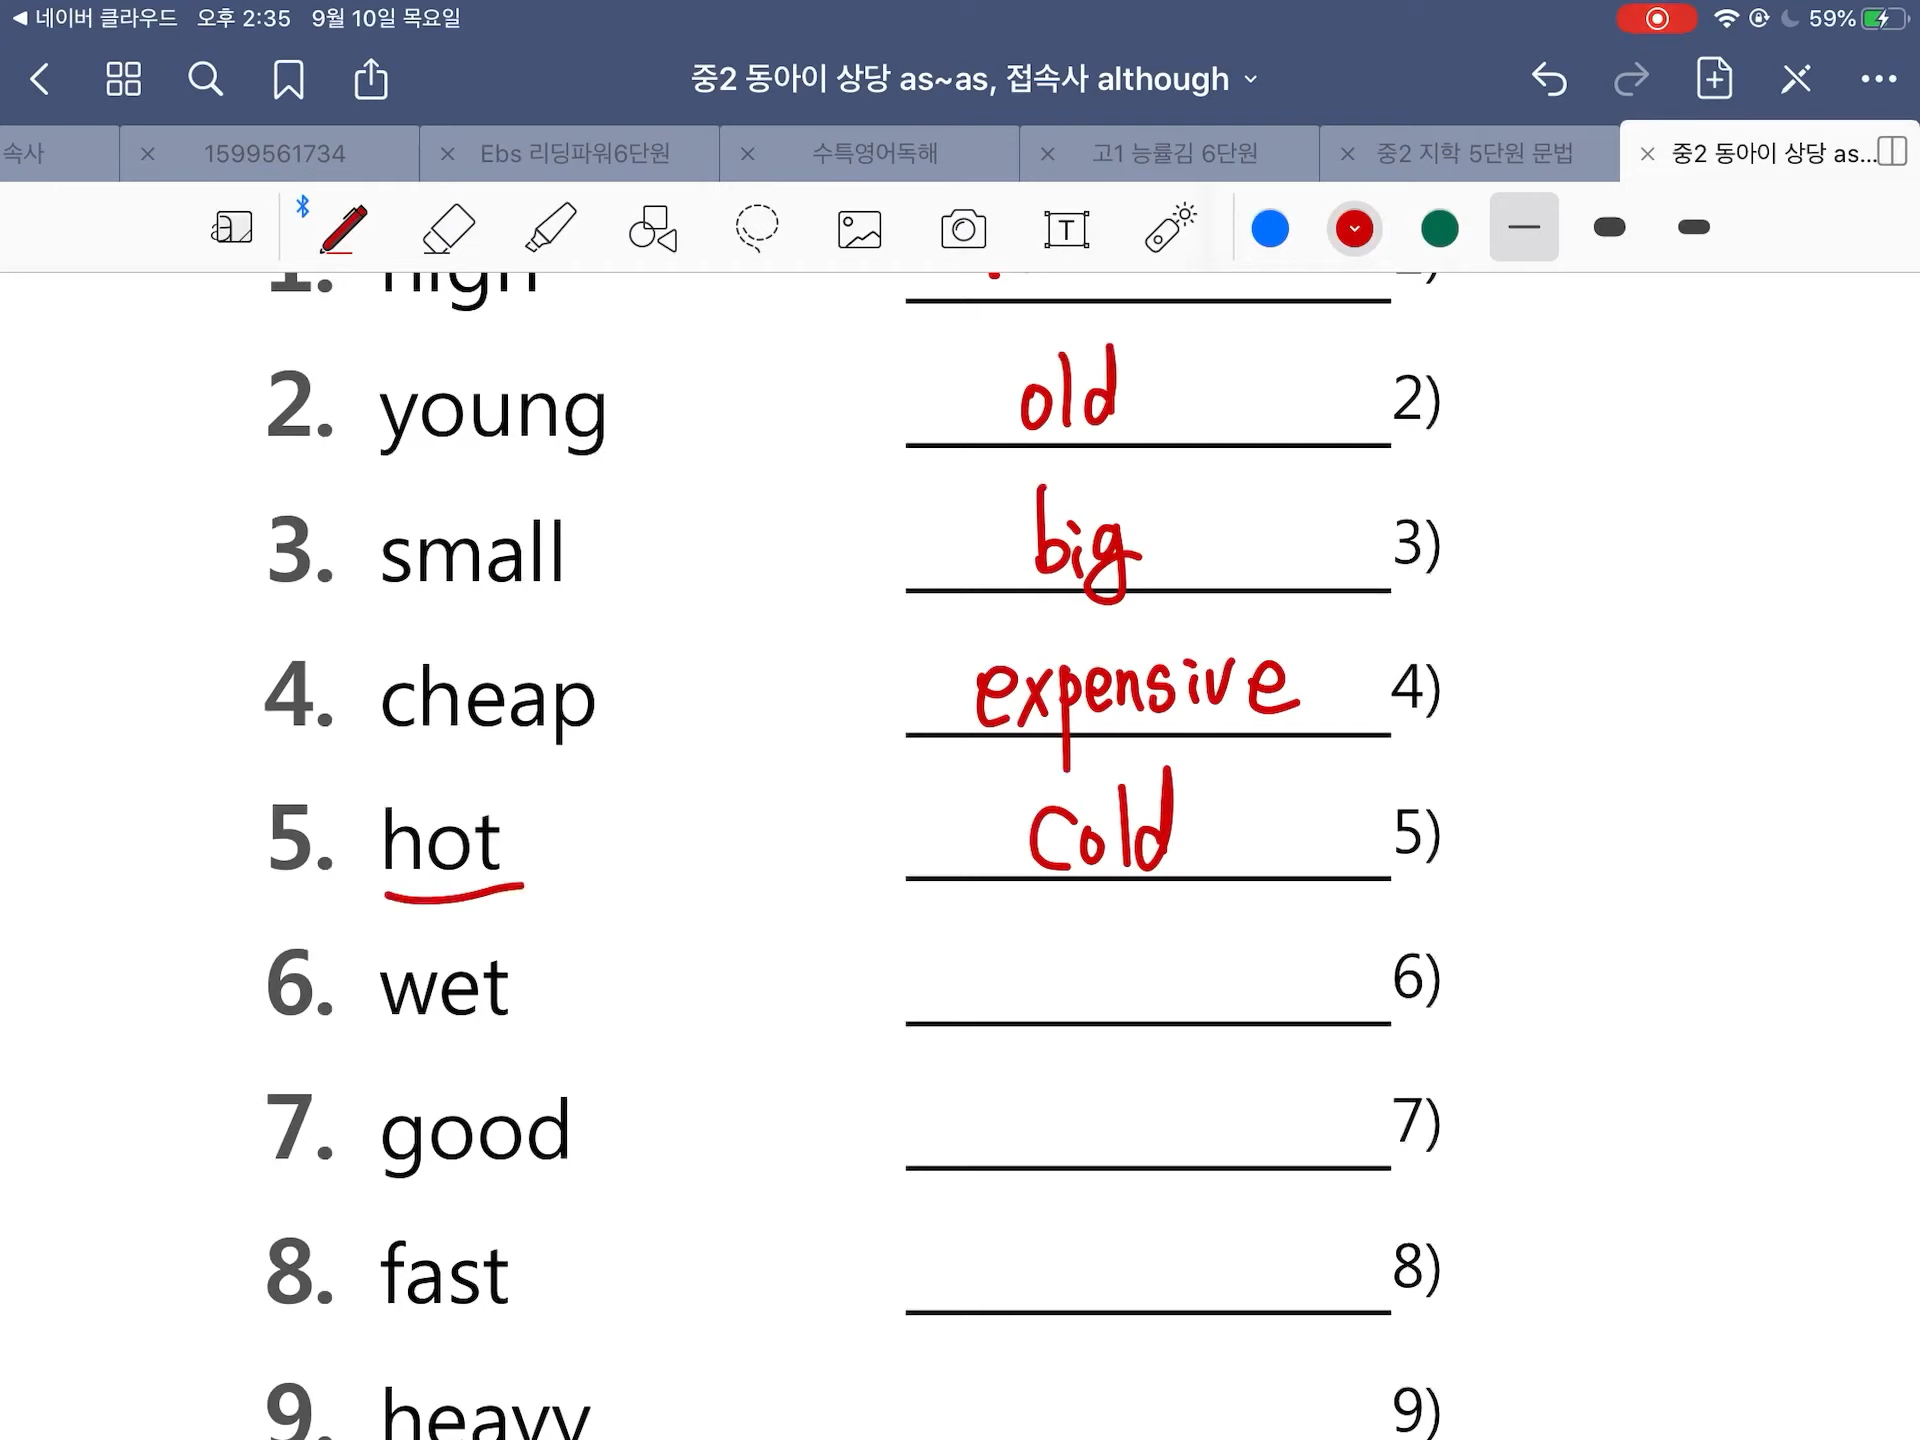 ◀ 네이버 클라우드 오후 2:35 9월 10일 목요일 59%
중2 동아이 상당 as~as, 접속사 although
속사 1599561734 Ebs 리딩파워6단원 수특영어독해 고1 능률김 6단원 중2 지학 5단원 문법 중2 동아이 상당 as...
1. high
2. young old 2)
3. small big 3)
4. cheap expensive 4)
5. hot cold 5)
6. wet 6)
7. good 7)
8. fast 8)
9. heavy 9)